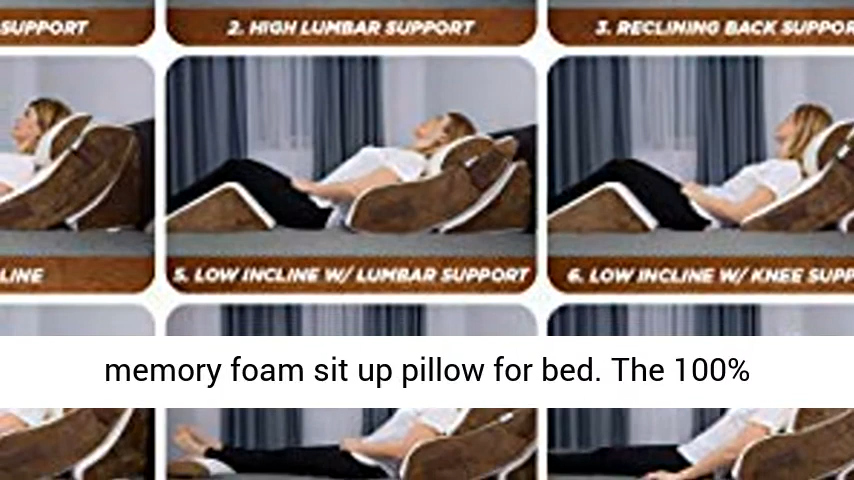 SUPPORT
2. HIGH LUMBAR SUPPORT
3. RECLINING BACK SUPPOR
LINE
5. LOW INCLINE W/ LUMBAR SUPPORT
6. LOW INCLINE W/ KNEE SUPP
memory foam sit up pillow for bed. The 100%